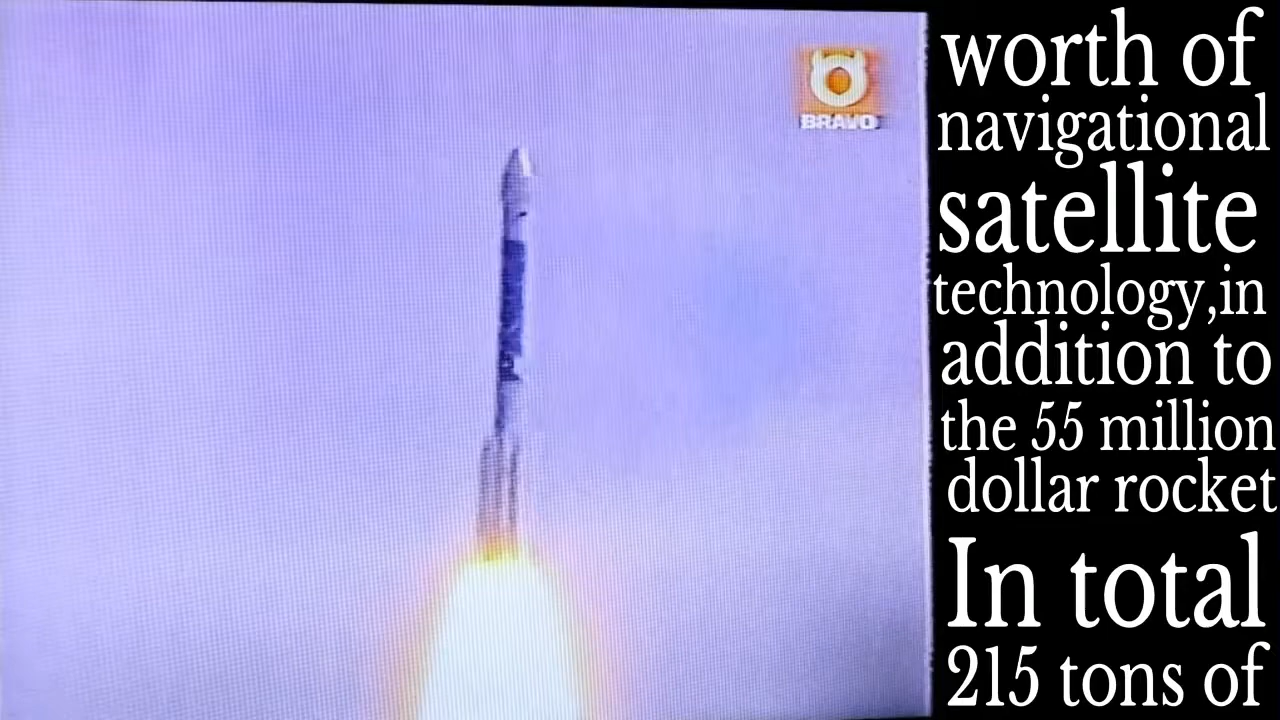 BRAVO
worth of
navigational
satellite
technology,in
addition to
the 55 million
dollar rocket
In total
215 tons of